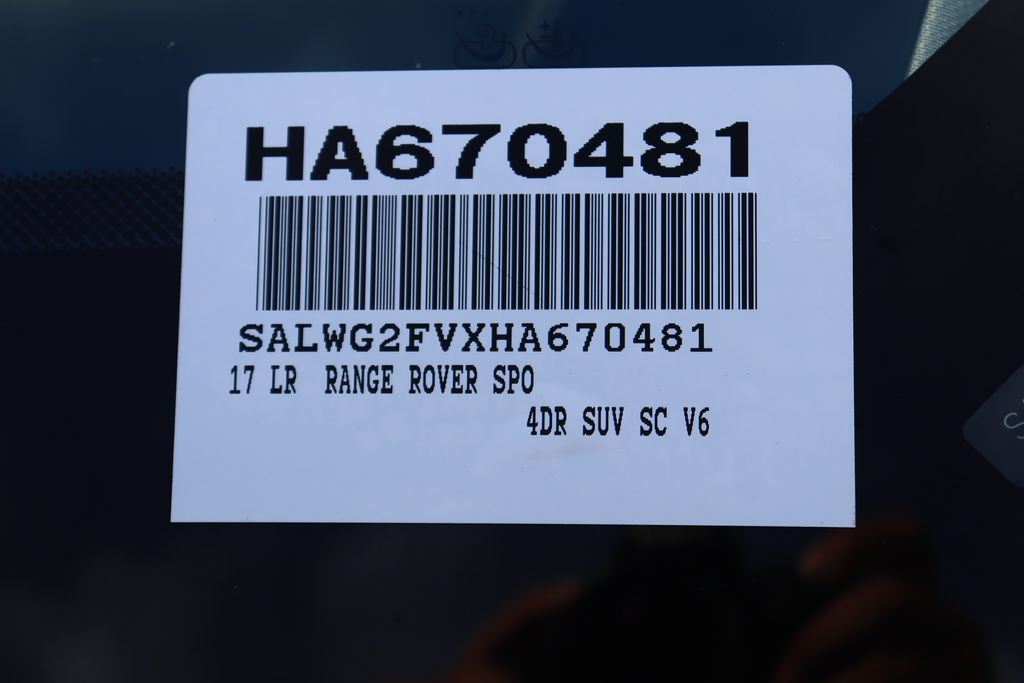 HA670481
SALWG2FVXHA670481
17 LR RANGE ROVER SPO
4DR SUV SC V6